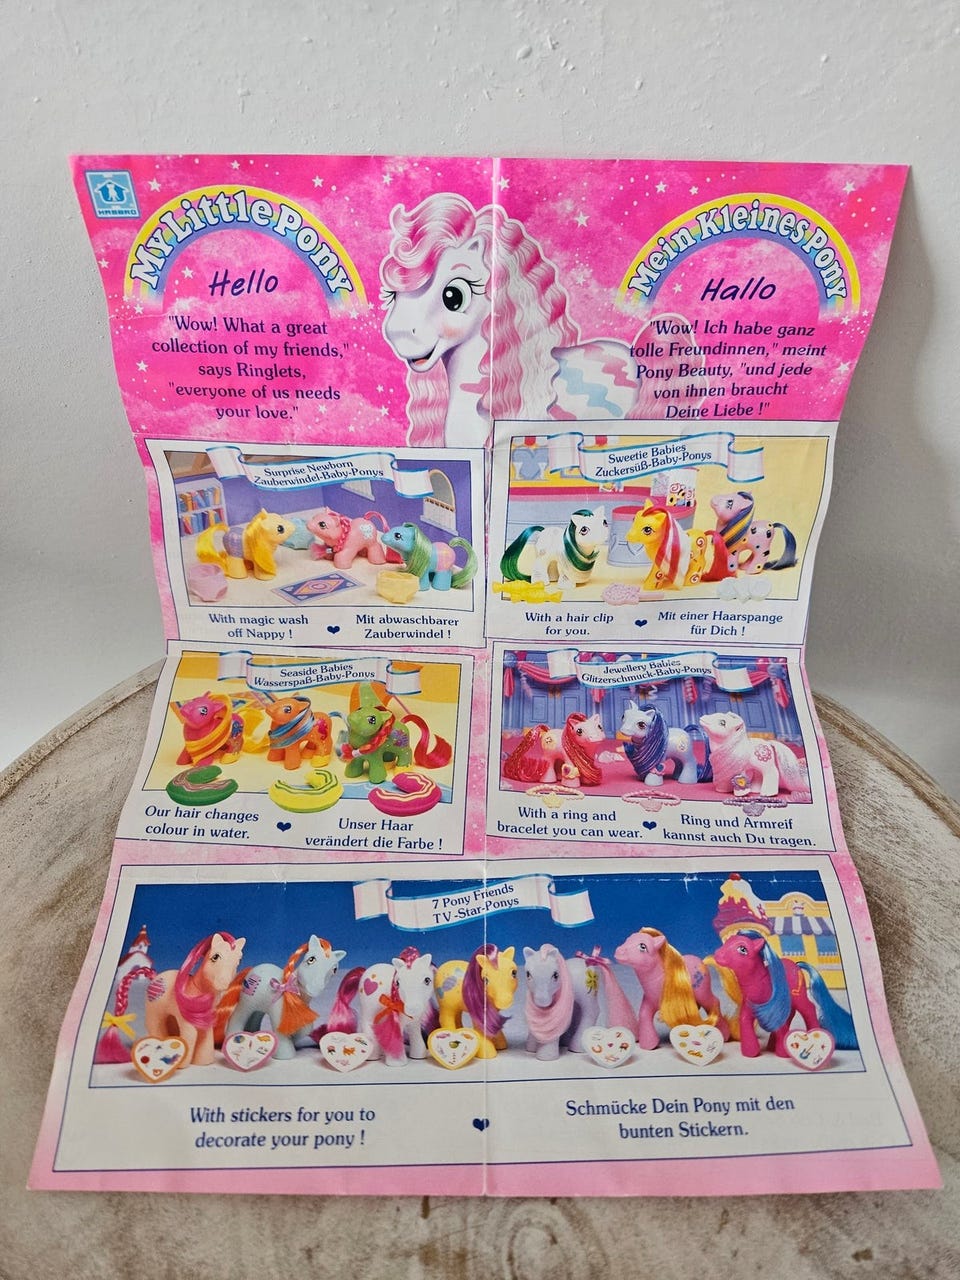 HASBRO
My Little Pony
Hello
"Wow! What a great
collection of my friends,"
says Ringlets,
"everyone of us needs
your love."
Mein Kleines Pony
Hallo
"Wow! Ich habe ganz
tolle Freundinnen," meint
Pony Beauty, "und jede
von ihnen braucht
Deine Liebe !"
Surprise Newborn
Zauberwindel-Baby-Ponys
With magic wash
off Nappy !
Mit abwaschbarer
Zauberwindel !
Sweetie Babies
Zuckersüß-Baby-Ponys
With a hair clip
for you.
Mit einer Haarspange
für Dich !
Seaside Babies
Wasserspaß-Baby-Ponys
Our hair changes
colour in water.
Unser Haar
verändert die Farbe !
Jewellery Babies
Glitzerschmuck-Baby-Ponys
With a ring and
bracelet you can wear.
Ring und Armreif
kannst auch Du tragen.
7 Pony Friends
TV-Star-Ponys
With stickers for you to
decorate your pony !
Schmücke Dein Pony mit den
bunten Stickern.